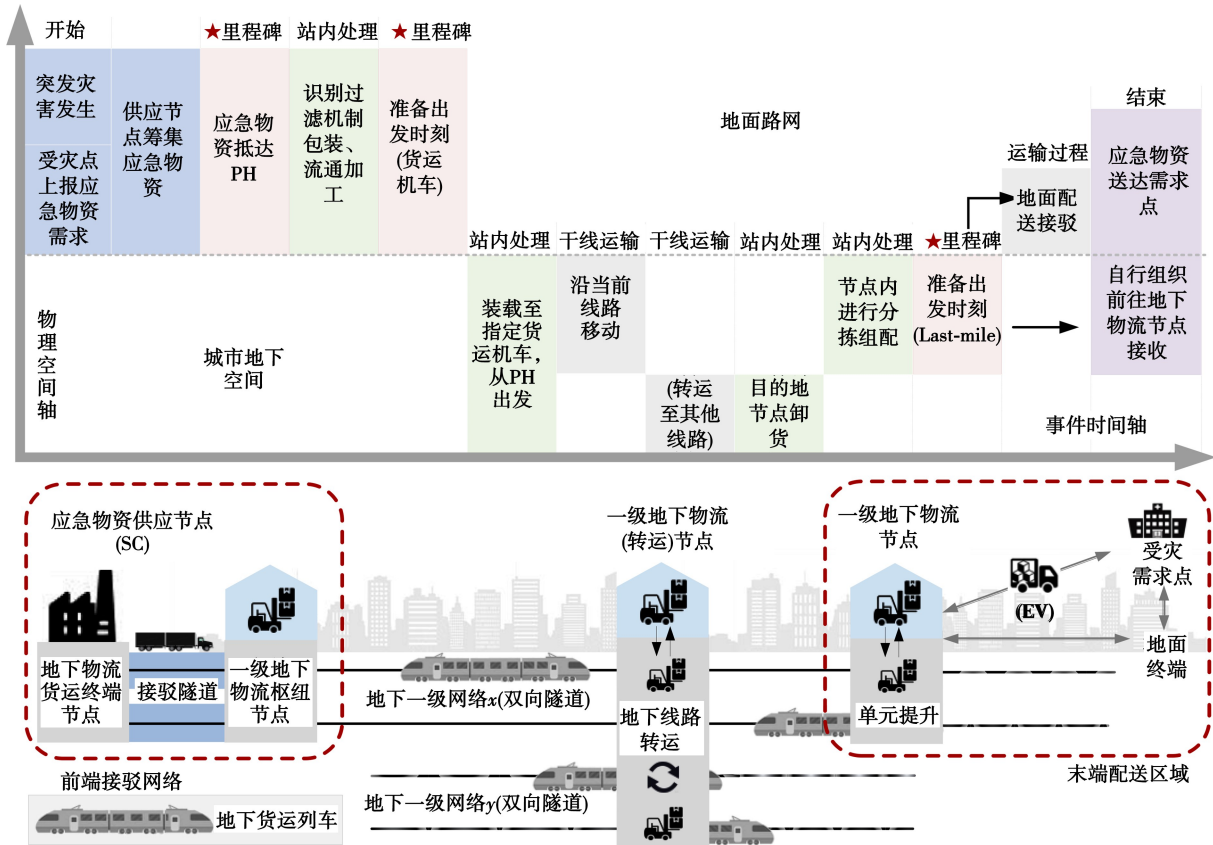 开始
★里程碑
站内处理
★里程碑
突发灾
害发生
受灾点
上报应
急物资
需求
供应节
点筹集
应急物
资
应急物
资抵达
PH
识别过
滤机制
包装、
流通加
工
准备出
发时刻
(货运
机车)
地面路网
结束
运输过程
应急物资
送达需求
点
地面配
送接驳
站内处理
干线运输
干线运输
站内处理
站内处理
★里程碑
物理空间轴
城市地下
空间
装载至
指定货
运机车，
从PH
出发
沿当前
线路
移动
(转运
至其他
线路)
目的地
节点卸
货
节点内
进行分
拣组配
准备出
发时刻
(Last-mile)
自行组织
前往地下
物流节点
接收
事件时间轴
应急物资供应节点
(SC)
一级地下物流
(转运)节点
一级地下物流
节点
受灾
需求点
(EV)
地面
终端
地下物流
货运终端
节点
接驳隧道
一级地下
物流枢纽
节点
地下一级网络x(双向隧道)
地下线路
转运
单元提升
前端接驳网络
末端配送区域
地下货运列车
地下一级网络y(双向隧道)